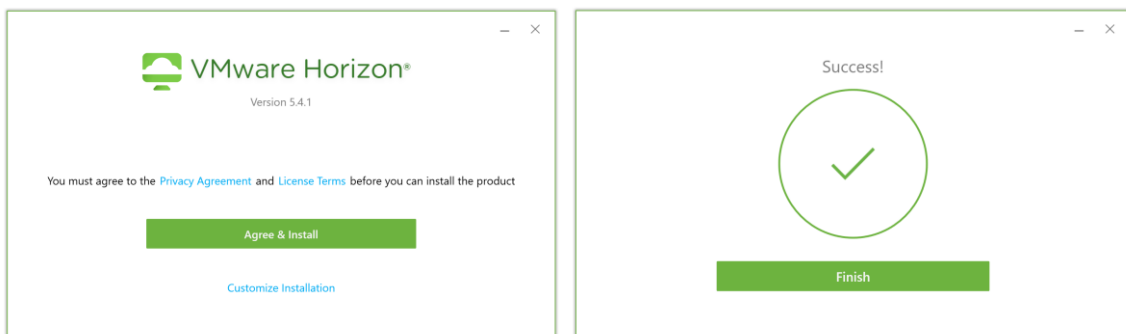 VMware Horizon®
Version 5.4.1
You must agree to the Privacy Agreement and License Terms before you can install the product
Agree & Install
Customize Installation
Success!
Finish